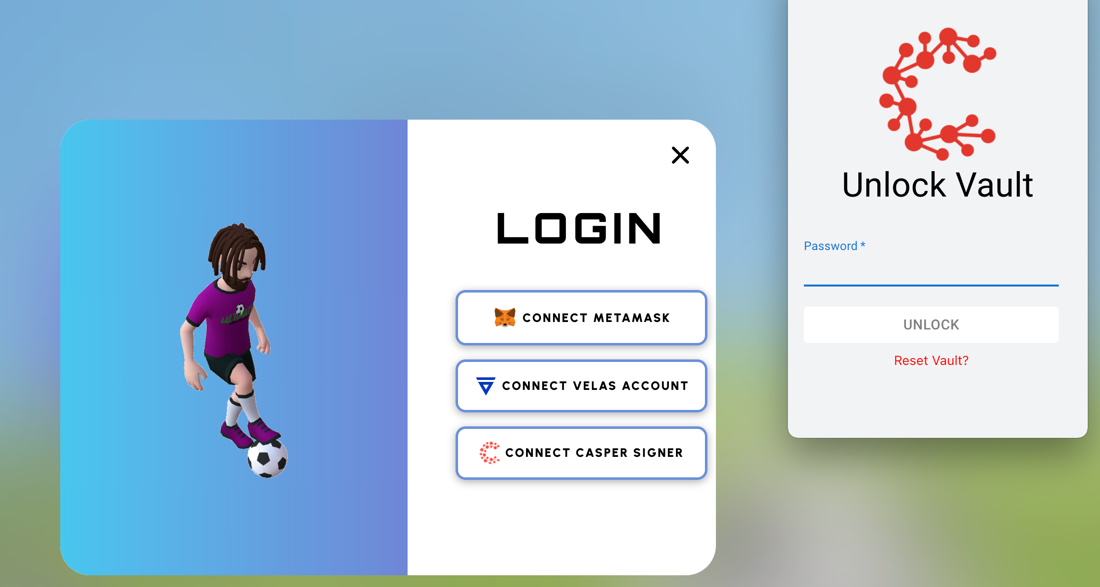 LOGIN
CONNECT METAMASK
CONNECT VELAS ACCOUNT
CONNECT CASPER SIGNER
Unlock Vault
Password *
UNLOCK
Reset Vault?